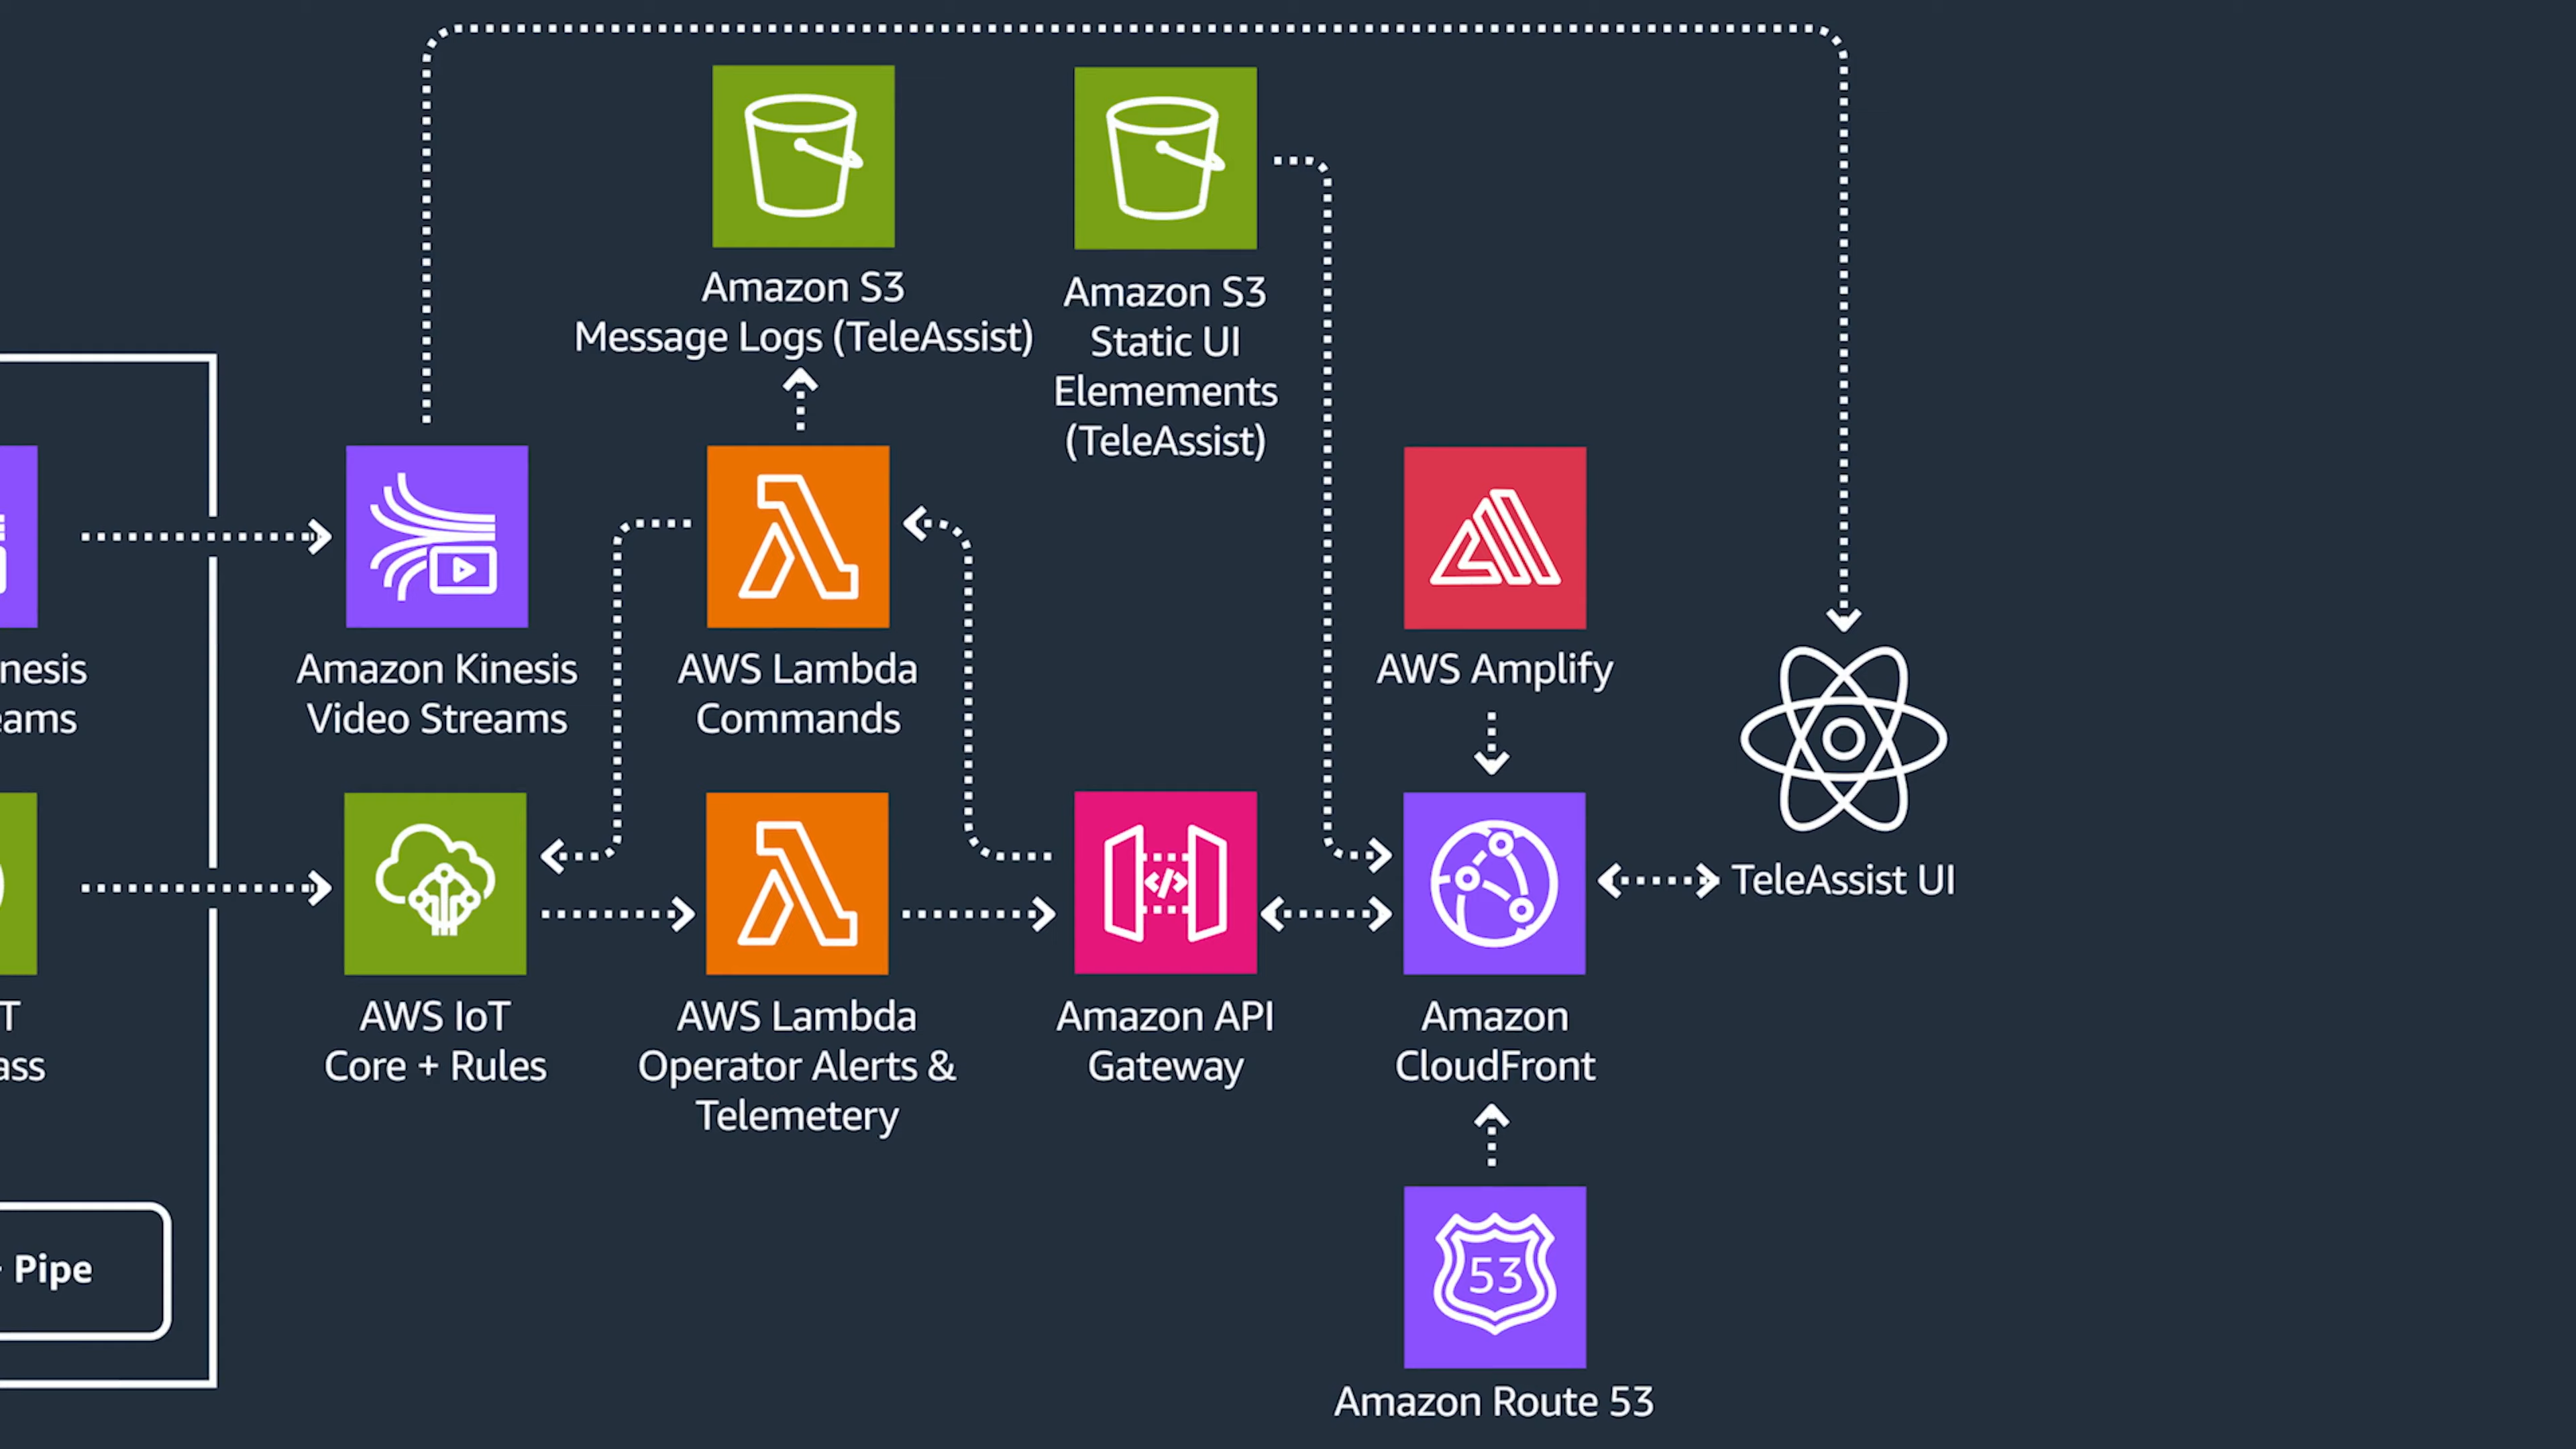 Amazon S3
Message Logs (TeleAssist)
Amazon S3
Static UI
Elemements
(TeleAssist)
nesis
eams
Amazon Kinesis
Video Streams
AWS Lambda
Commands
AWS Amplify
TeleAssist UI
T
ass
AWS IoT
Core + Rules
AWS Lambda
Operator Alerts &
Telemetery
Amazon API
Gateway
Amazon
CloudFront
Pipe
53
Amazon Route 53